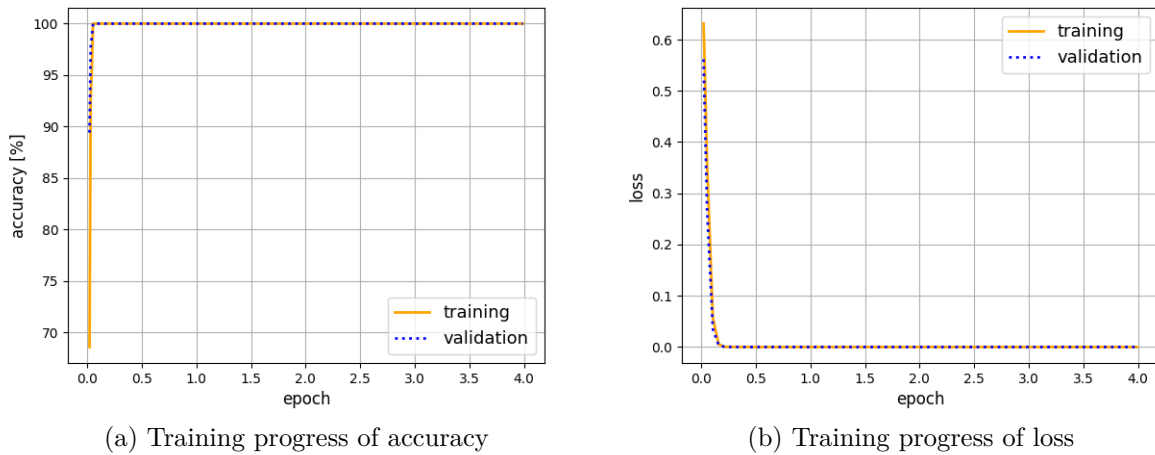 100
95
90
85
80
75
70
accuracy [%]
0.0 0.5 1.0 1.5 2.0 2.5 3.0 3.5 4.0
epoch
training
validation
(a) Training progress of accuracy
0.6
0.5
0.4
0.3
0.2
0.1
0.0
loss
0.0 0.5 1.0 1.5 2.0 2.5 3.0 3.5 4.0
epoch
training
validation
(b) Training progress of loss